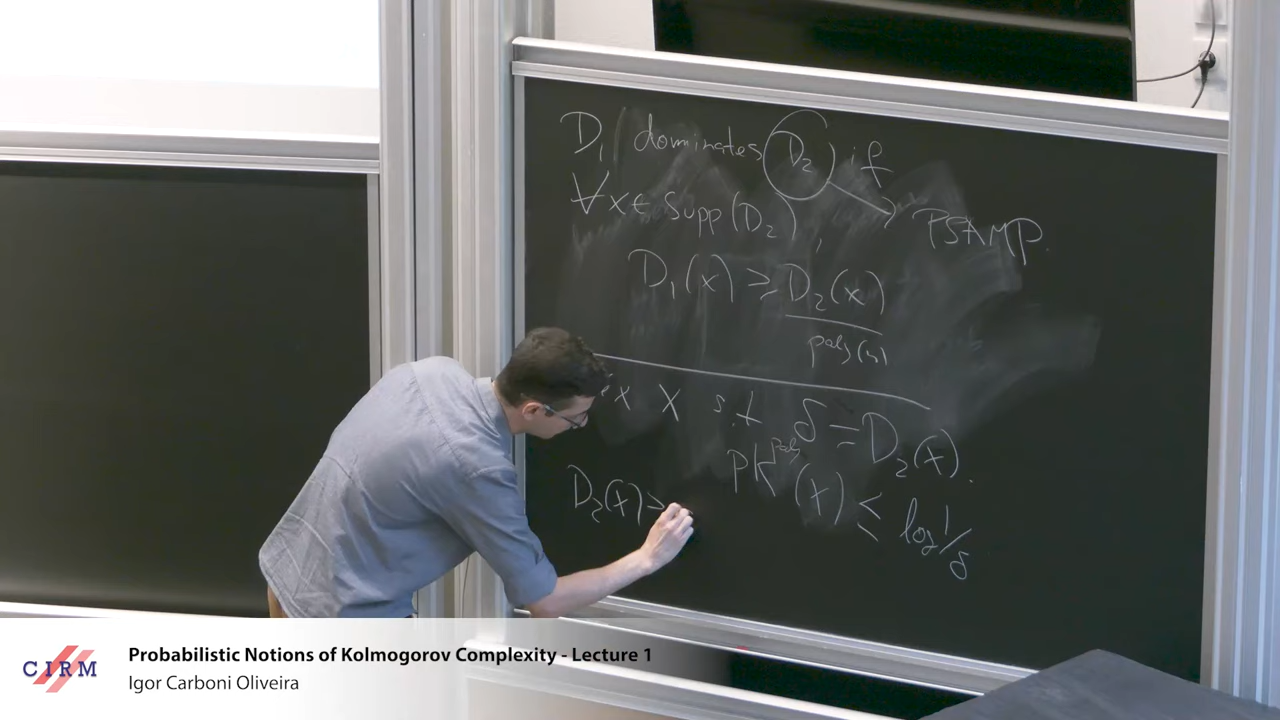 D₁ dominates D₂ if
∀x∈ Supp(D₂), → PSAMP.
D₁(x) ≥ D₂(x)
poly(n)
x s.t δ = D₂(x).
pK^poly (x) ≤ log 1/δ
D₂(x) ≥
CIRM
Probabilistic Notions of Kolmogorov Complexity - Lecture 1
Igor Carboni Oliveira